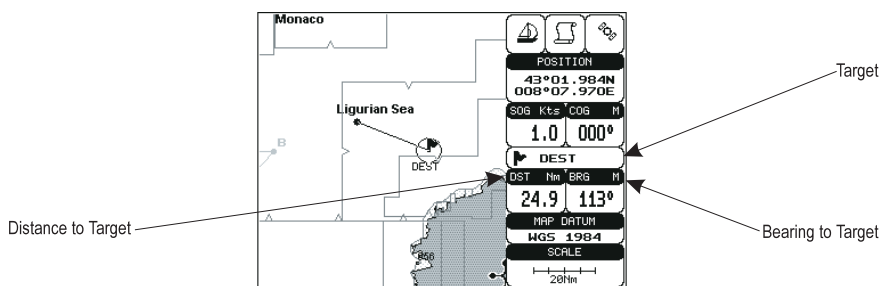 Monaco
Ligurian Sea
B
DEST
POSITION
43°01.984N
008°07.970E
SOG Kts COG M
1.0 000°
DEST
DST Nm BRG M
24.9 113°
MAP DATUM
WGS 1984
SCALE
20Nm
Target
Distance to Target
Bearing to Target